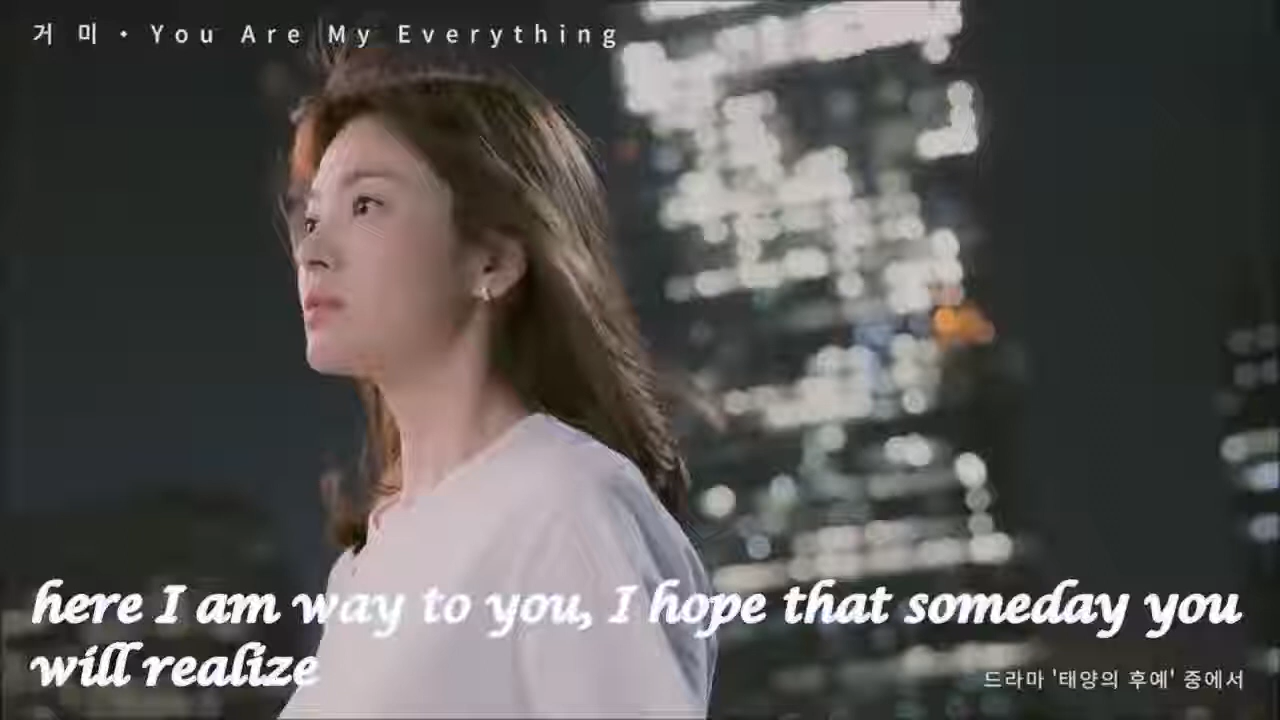 거미 • You Are My Everything
here I am way to you, I hope that someday you
will realize
드라마 '태양의 후예' 중에서